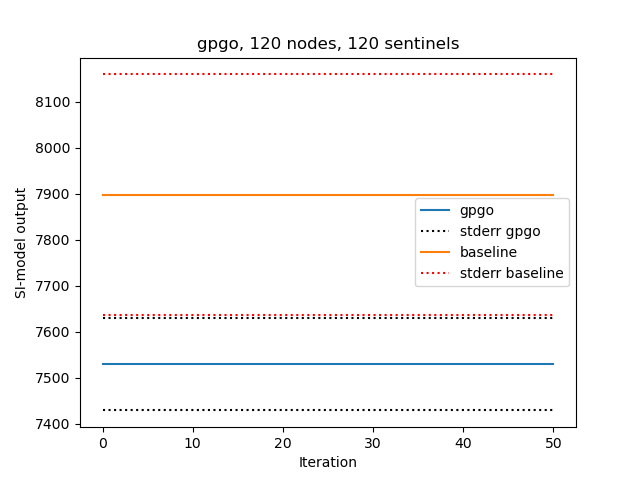 gpgo, 120 nodes, 120 sentinels
SI-model output
8100
8000
7900
7800
7700
7600
7500
7400
gpgo
stderr gpgo
baseline
stderr baseline
0 10 20 30 40 50
Iteration